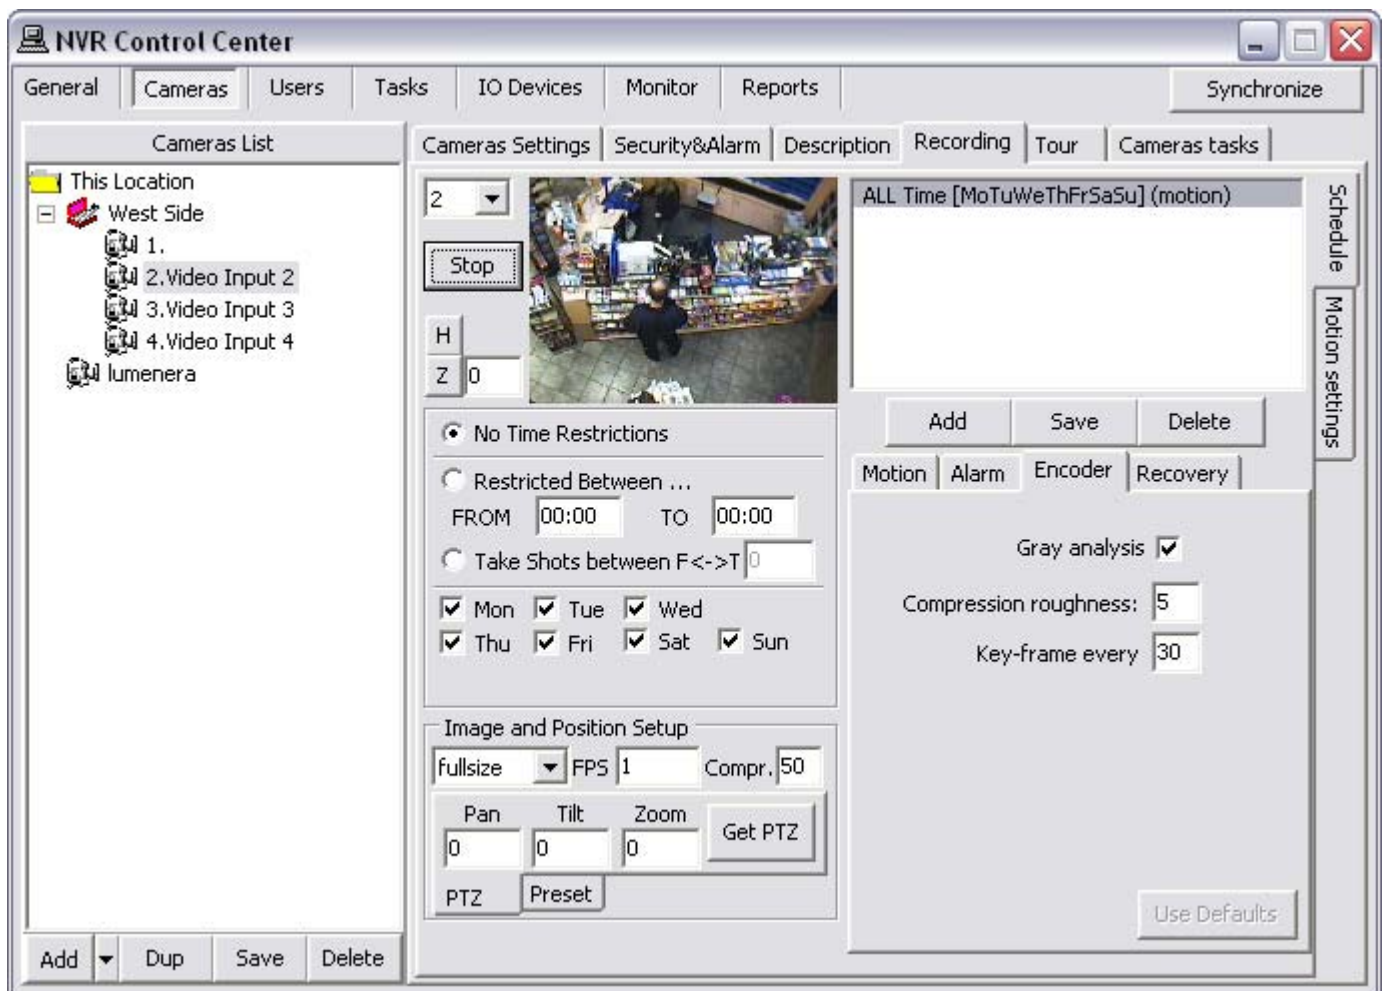 NVR Control Center
General Cameras Users Tasks IO Devices Monitor Reports Synchronize
Cameras List
This Location
West Side
1.
2.Video Input 2
3.Video Input 3
4.Video Input 4
lumenera
Add Dup Save Delete
Cameras Settings Security&Alarm Description Recording Tour Cameras tasks
2
Stop
H
Z 0
No Time Restrictions
Restricted Between ...
FROM 00:00 TO 00:00
Take Shots between F<->T 0
Mon Tue Wed
Thu Fri Sat Sun
Image and Position Setup
fullsize FPS 1 Compr. 50
Pan Tilt Zoom
0 0 0 Get PTZ
PTZ Preset
ALL Time [MoTuWeThFrSaSu] (motion)
Add Save Delete
Motion Alarm Encoder Recovery
Gray analysis
Compression roughness: 5
Key-frame every 30
Use Defaults
Schedule
Motion settings